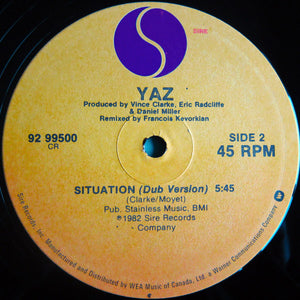 SIRE
YAZ
Produced by Vince Clarke, Eric Radcliffe
& Daniel Miller
Remixed by Francois Kevorkian
92 99500
CR
SIDE 2
45 RPM
SITUATION (Dub Version) 5:45
(Clarke/Moyet)
Pub. Stainless Music, BMI
℗1982 Sire Records
Company
Sire Records, Inc., Manufactured and Distributed by WEA Music of Canada, Ltd. a Warner Communications Company